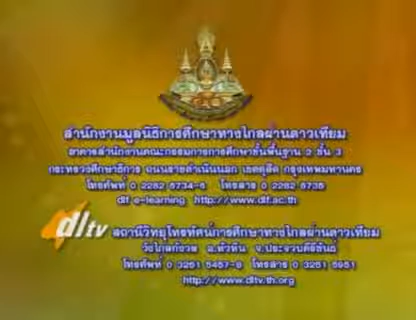 สำนักงานมูลนิธิการศึกษาทางไกลผ่านดาวเทียม
อาคารสำนักงานคณะกรรมการการศึกษาขั้นพื้นฐาน 2 ชั้น 3
กระทรวงศึกษาธิการ ถนนราชดำเนินนอก เขตดุสิต กรุงเทพมหานคร
โทรศัพท์ 0 2282 6734-5 โทรสาร 0 2282 6735
dlf e-learning http://www.dlf.ac.th
dltv สถานีวิทยุโทรทัศน์การศึกษาทางไกลผ่านดาวเทียม
วังไกลกังวล อ.หัวหิน จ.ประจวบคีรีขันธ์
โทรศัพท์ 0 3251 5457-8 โทรสาร 0 3251 5951
http://www.dltv.th.org